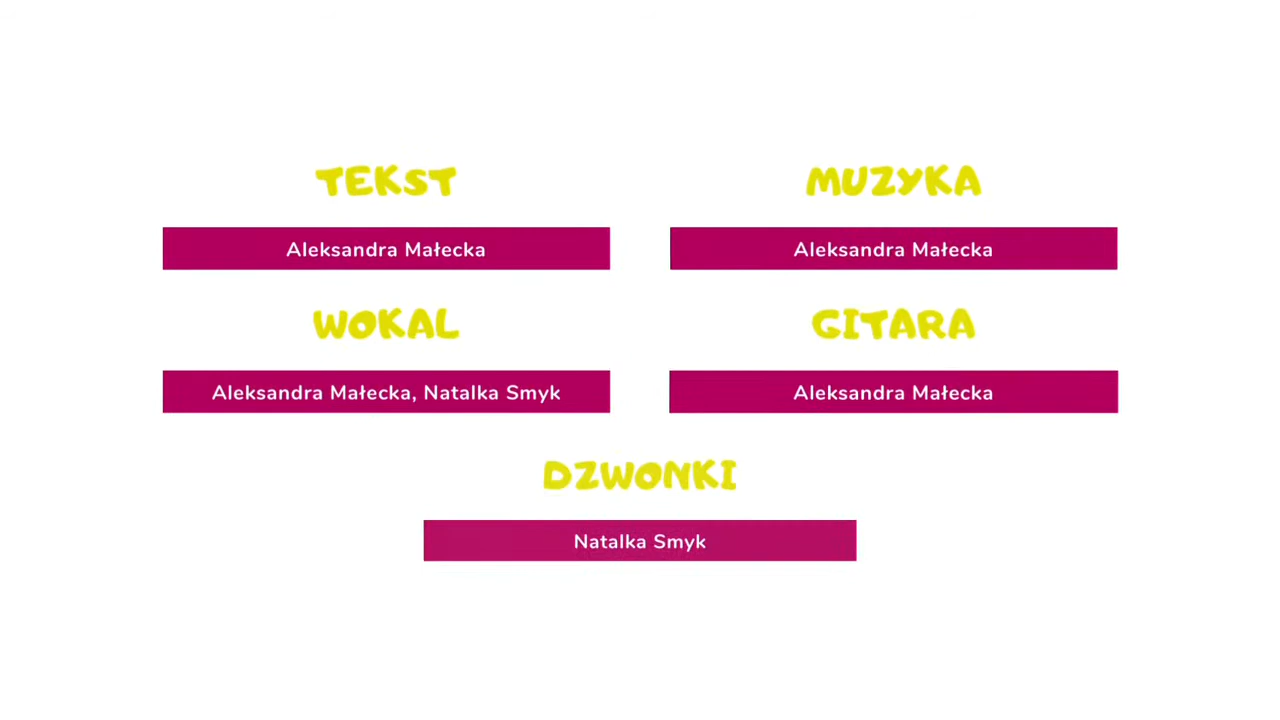 TEKST
Aleksandra Małecka
MUZYKA
Aleksandra Małecka
WOKAL
Aleksandra Małecka, Natalka Smyk
GITARA
Aleksandra Małecka
DZWONKI
Natalka Smyk